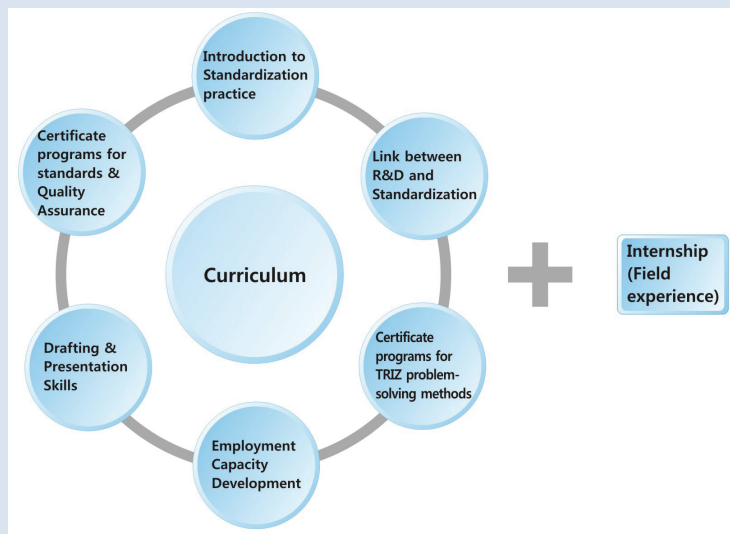 Introduction to
Standardization
practice
Link between
R&D and
Standardization
Certificate
programs for
TRIZ problem-
solving methods
Employment
Capacity
Development
Drafting &
Presentation
Skills
Certificate
programs for
standards &
Quality
Assurance
Curriculum
Internship
(Field
experience)